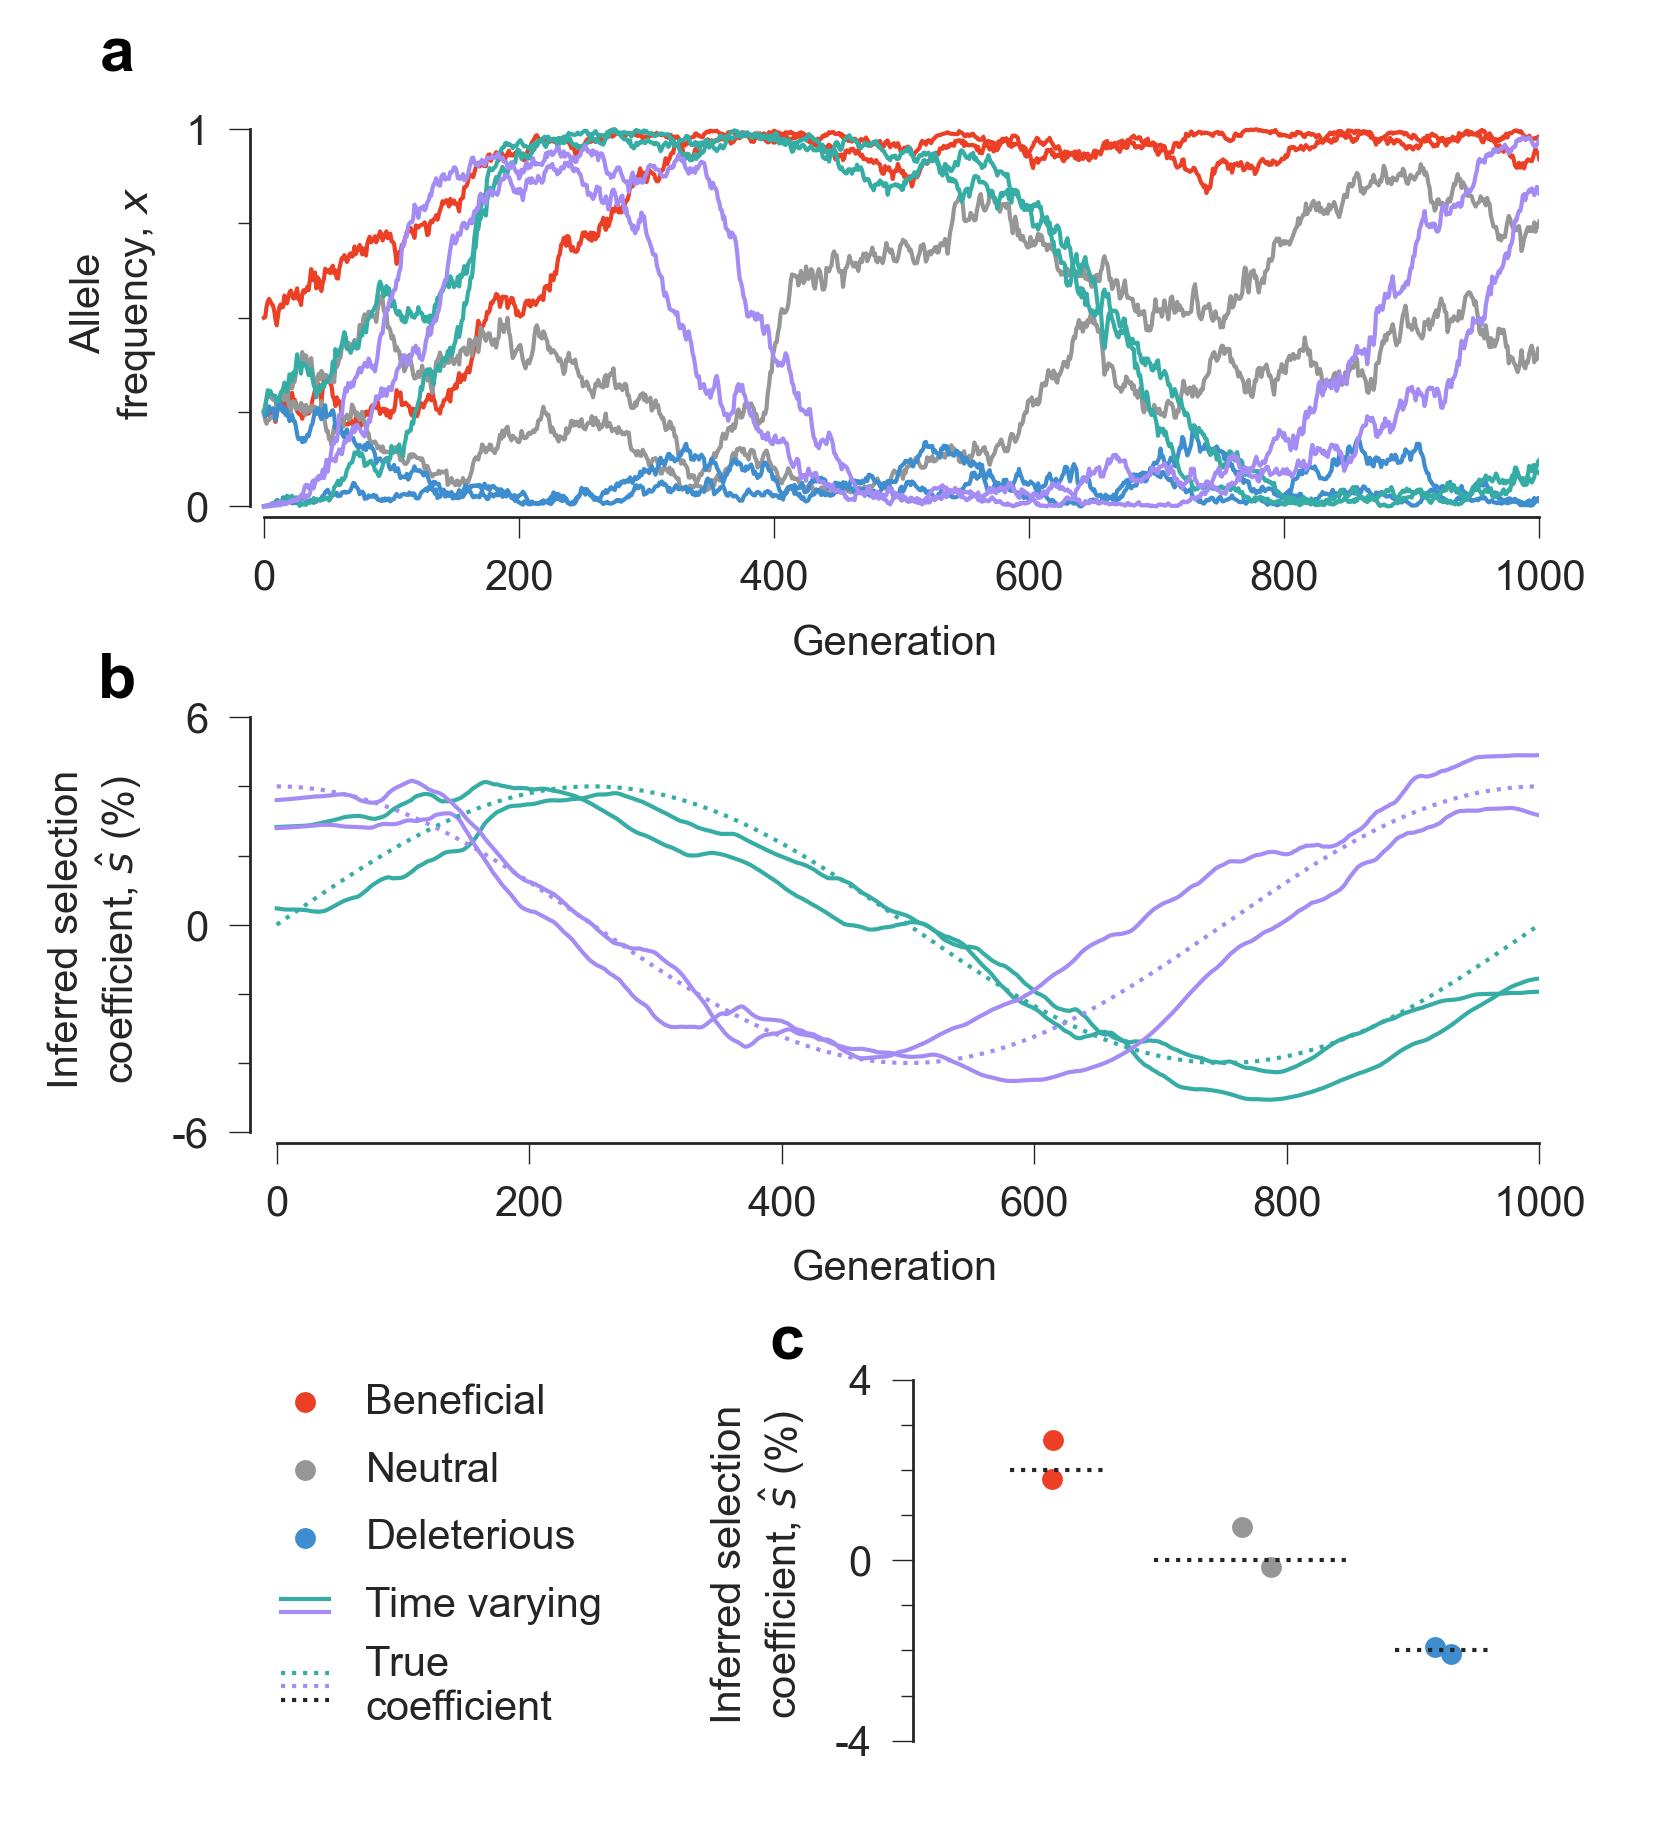 a
1
0
Allele
frequency, x
0 200 400 600 800 1000
Generation
b
6
0
-6
Inferred selection
coefficient, ŝ (%)
0 200 400 600 800 1000
Generation
Beneficial
Neutral
Deleterious
Time varying
True
coefficient
c
4
0
-4
Inferred selection
coefficient, ŝ (%)